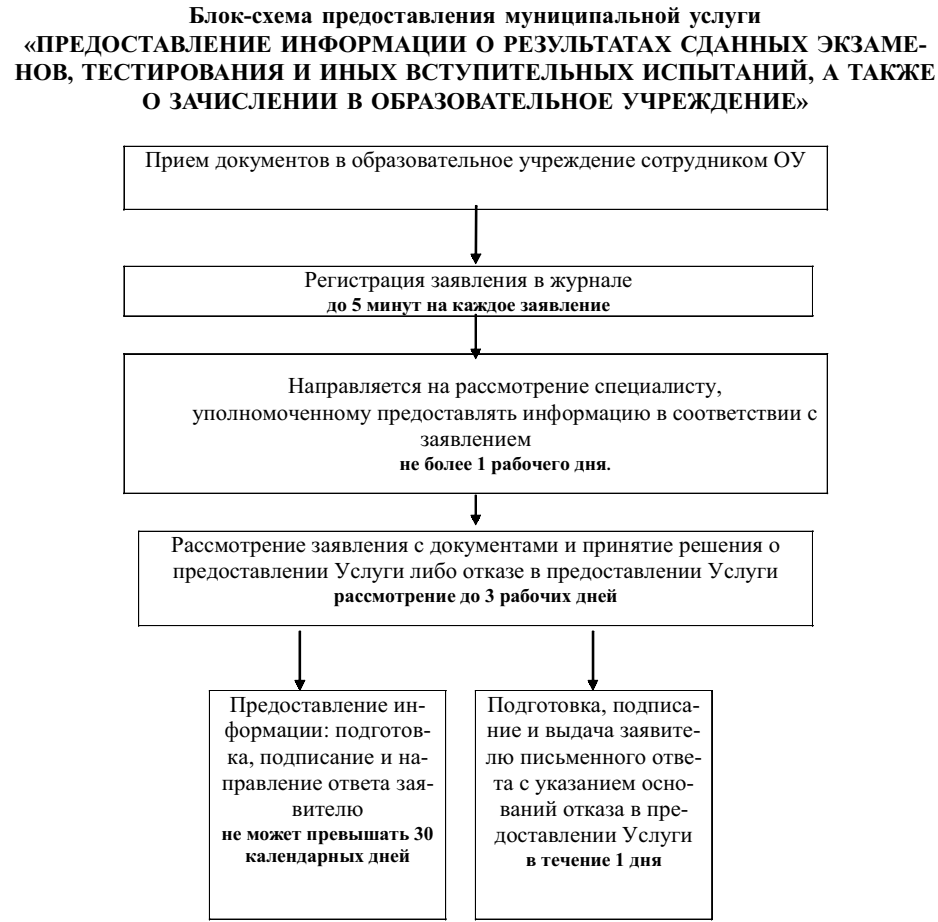 Блок-схема предоставления муниципальной услуги
«ПРЕДОСТАВЛЕНИЕ ИНФОРМАЦИИ О РЕЗУЛЬТАТАХ СДАННЫХ ЭКЗАМЕ-
НОВ, ТЕСТИРОВАНИЯ И ИНЫХ ВСТУПИТЕЛЬНЫХ ИСПЫТАНИЙ, А ТАКЖЕ
О ЗАЧИСЛЕНИИ В ОБРАЗОВАТЕЛЬНОЕ УЧРЕЖДЕНИЕ»
Прием документов в образовательное учреждение сотрудником ОУ
Регистрация заявления в журнале
до 5 минут на каждое заявление
Направляется на рассмотрение специалисту,
уполномоченному предоставлять информацию в соответствии с
заявлением
не более 1 рабочего дня.
Рассмотрение заявления с документами и принятие решения о
предоставлении Услуги либо отказе в предоставлении Услуги
рассмотрение до 3 рабочих дней
Предоставление ин-
формации: подготов-
ка, подписание и на-
правление ответа зая-
вителю
не может превышать 30
календарных дней
Подготовка, подписа-
ние и выдача заявите-
лю письменного отве-
та с указанием осно-
ваний отказа в пре-
доставлении Услуги
в течение 1 дня